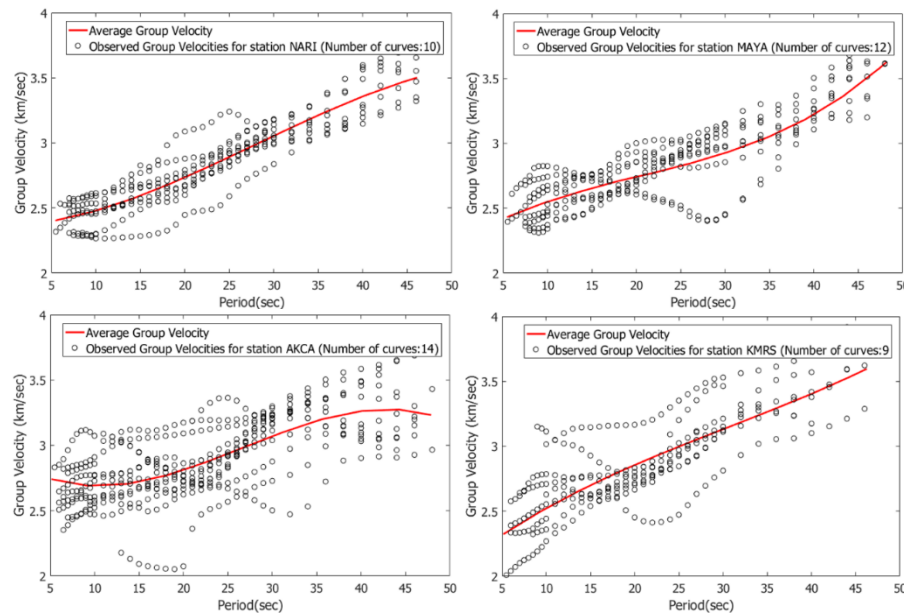 Average Group Velocity
Observed Group Velocities for station NARI (Number of curves:10)
4
3.5
3
2.5
2
Group Velocity (km/sec)
5 10 15 20 25 30 35 40 45 50
Period(sec)
Average Group Velocity
Observed Group Velocities for station MAYA (Number of curves:12)
4
3.5
3
2.5
2
Group Velocity (km/sec)
5 10 15 20 25 30 35 40 45 50
Period(sec)
Average Group Velocity
Observed Group Velocities for station AKCA (Number of curves:14)
4
3.5
3
2.5
2
Group Velocity (km/sec)
5 10 15 20 25 30 35 40 45 50
Period(sec)
Average Group Velocity
Observed Group Velocities for station KMRS (Number of curves:9
4
3.5
3
2.5
2
Group Velocity (km/sec)
5 10 15 20 25 30 35 40 45 50
Period(sec)